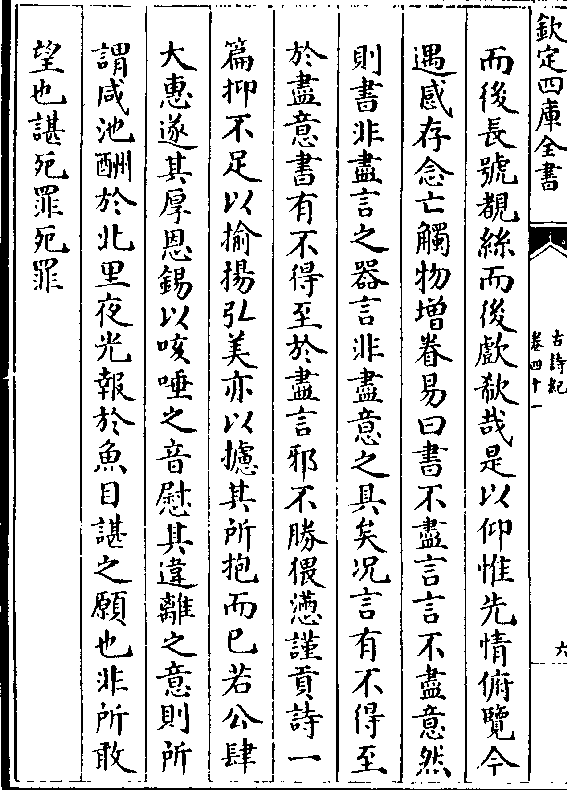 欽定四庫全書
古詩紀
卷四十一
六
而後長號覩絲而後歔欷哉是以仰惟先情俯覽今
遇感存念亡觸物增眷易曰書不盡言言不盡意然
則書非盡言之器言非盡意之具矣况言有不得至
於盡意書有不得至於盡言邪不勝猥懣謹貢詩一
篇抑不足以揄揚弘美亦以攄其所抱而已若公肆
大惠遂其厚恩錫以咳唾之音慰其違離之意則所
謂咸池酬於北里夜光報於魚目諶之願也非所敢
望也諶死罪死罪